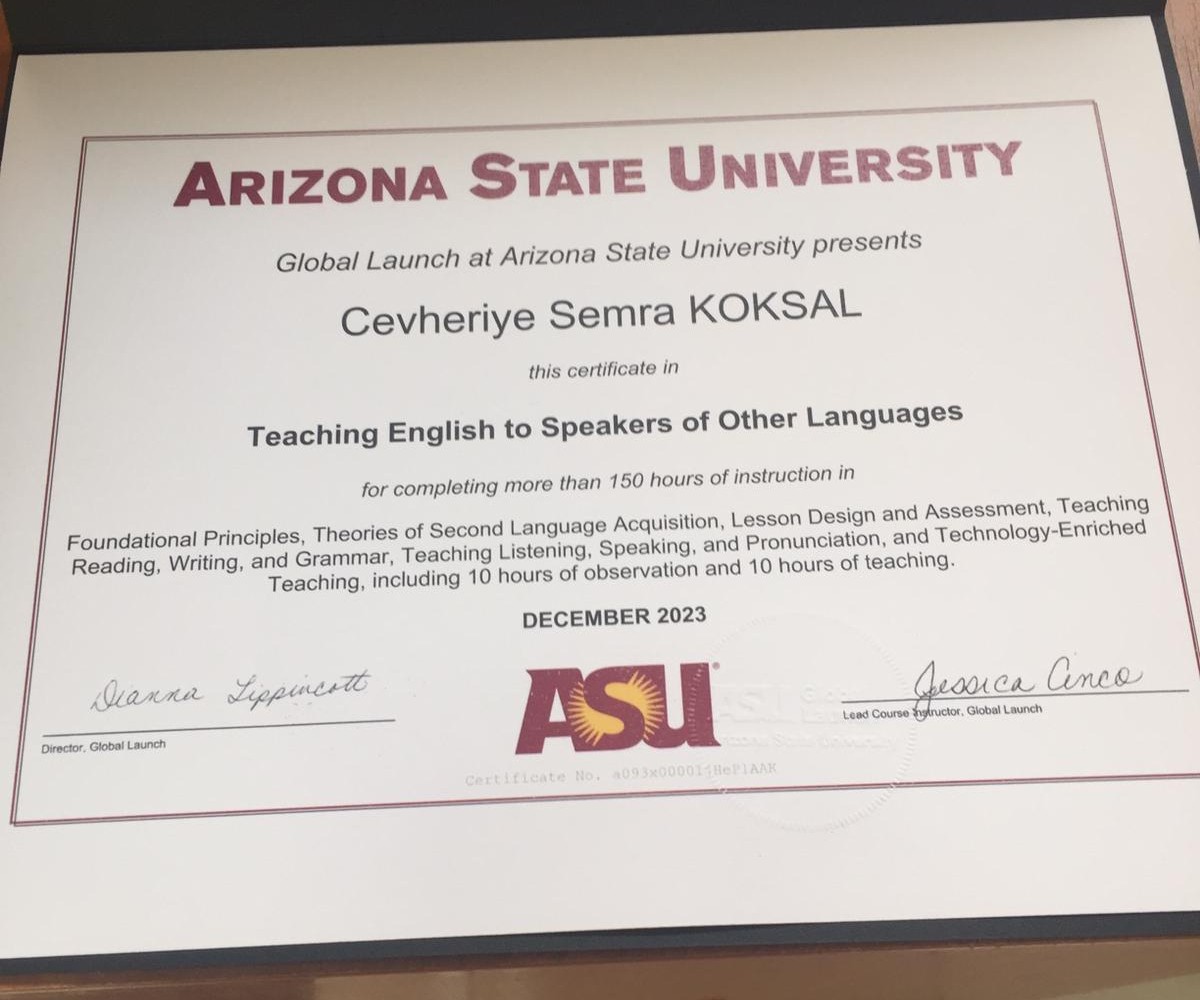 ARIZONA STATE UNIVERSITY
Global Launch at Arizona State University presents
Cevheriye Semra KOKSAL
this certificate in
Teaching English to Speakers of Other Languages
for completing more than 150 hours of instruction in
Foundational Principles, Theories of Second Language Acquisition, Lesson Design and Assessment, Teaching
Reading, Writing, and Grammar, Teaching Listening, Speaking, and Pronunciation, and Technology-Enriched
Teaching, including 10 hours of observation and 10 hours of teaching.
DECEMBER 2023
Dianna Lippincott
Director, Global Launch
ASU
Jessica Cinco
Lead Course Instructor, Global Launch
Certificate No.